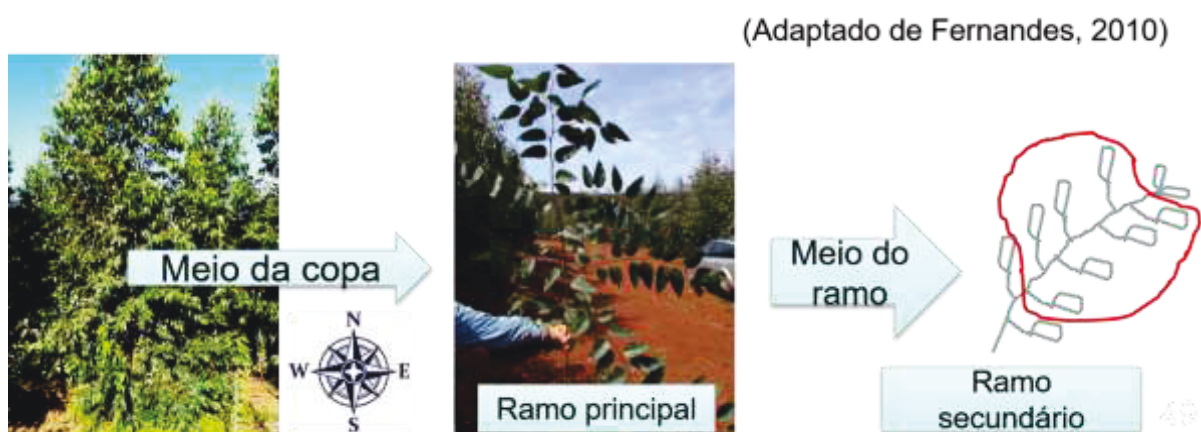 (Adaptado de Fernandes, 2010)
Meio da copa
N
W E
S
Ramo principal
Meio do
ramo
Ramo
secundário